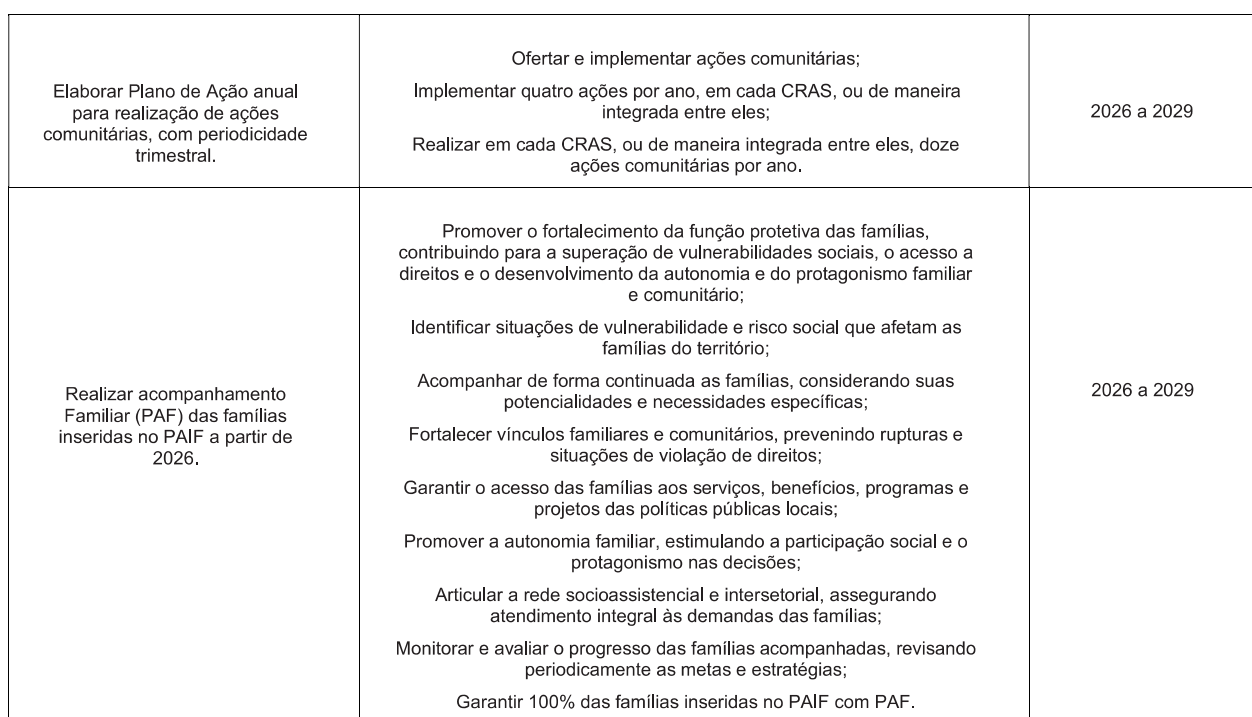 Elaborar Plano de Ação anual
para realização de ações
comunitárias, com periodicidade
trimestral.
Ofertar e implementar ações comunitárias;
Implementar quatro ações por ano, em cada CRAS, ou de maneira
integrada entre eles;
Realizar em cada CRAS, ou de maneira integrada entre eles, doze
ações comunitárias por ano.
2026 a 2029
Realizar acompanhamento
Familiar (PAF) das famílias
inseridas no PAIF a partir de
2026.
Promover o fortalecimento da função protetiva das famílias,
contribuindo para a superação de vulnerabilidades sociais, o acesso a
direitos e o desenvolvimento da autonomia e do protagonismo familiar
e comunitário;
Identificar situações de vulnerabilidade e risco social que afetam as
famílias do território;
Acompanhar de forma continuada as famílias, considerando suas
potencialidades e necessidades específicas;
Fortalecer vínculos familiares e comunitários, prevenindo rupturas e
situações de violação de direitos;
Garantir o acesso das famílias aos serviços, benefícios, programas e
projetos das políticas públicas locais;
Promover a autonomia familiar, estimulando a participação social e o
protagonismo nas decisões;
Articular a rede socioassistencial e intersetorial, assegurando
atendimento integral às demandas das famílias;
Monitorar e avaliar o progresso das famílias acompanhadas, revisando
periodicamente as metas e estratégias;
Garantir 100% das famílias inseridas no PAIF com PAF.
2026 a 2029